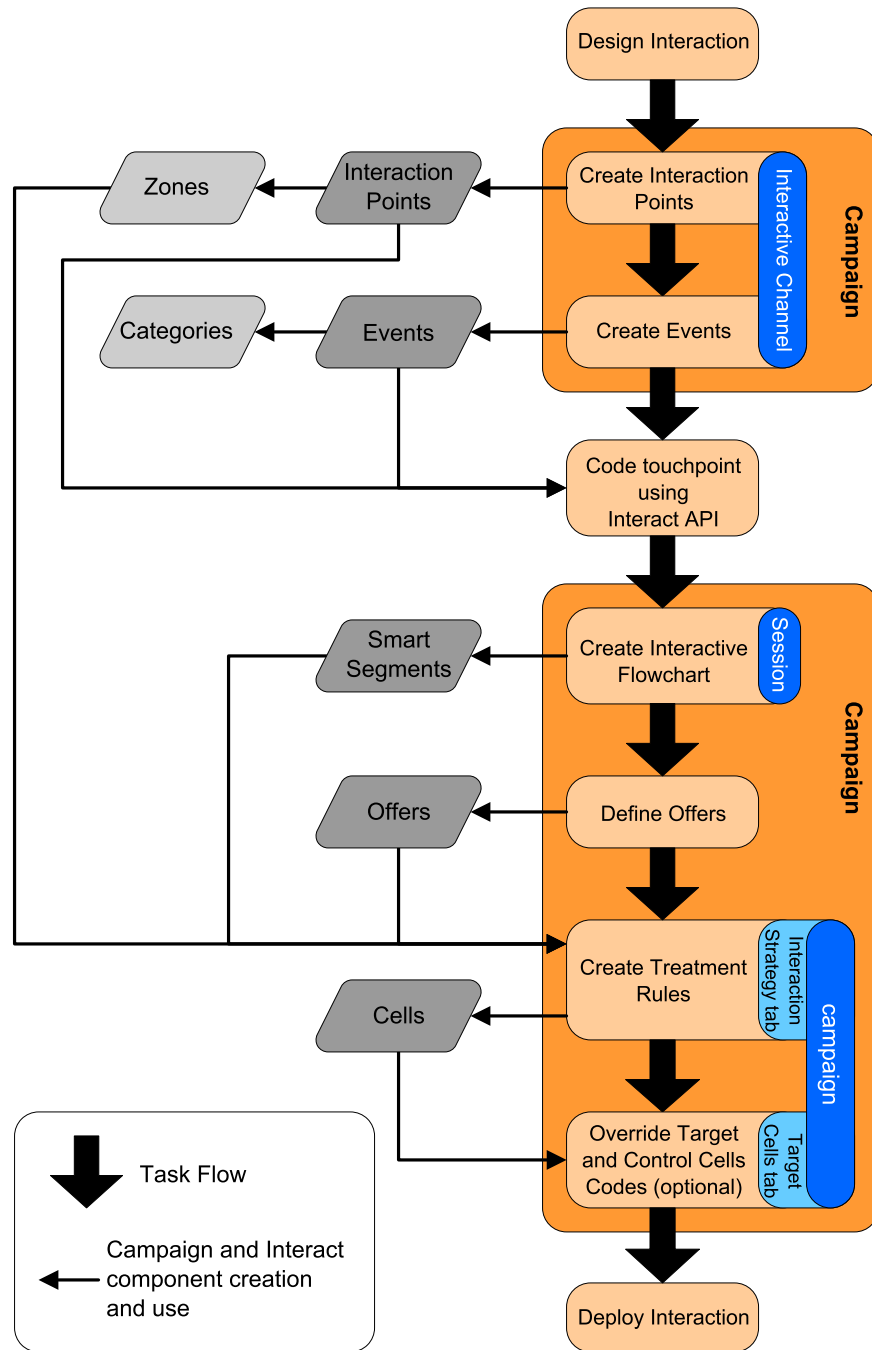 Design Interaction
Zones
Interaction
Points
Create Interaction
Points
Interactive Channel
Campaign
Categories
Events
Create Events
Code touchpoint
using
Interact API
Smart
Segments
Create Interactive
Flowchart
Session
Campaign
Offers
Define Offers
Create Treatment
Rules
Interaction
Strategy tab
campaign
Cells
Override Target
and Control Cells
Codes (optional)
Target
Cells tab
Task Flow
Campaign and Interact
component creation
and use
Deploy Interaction